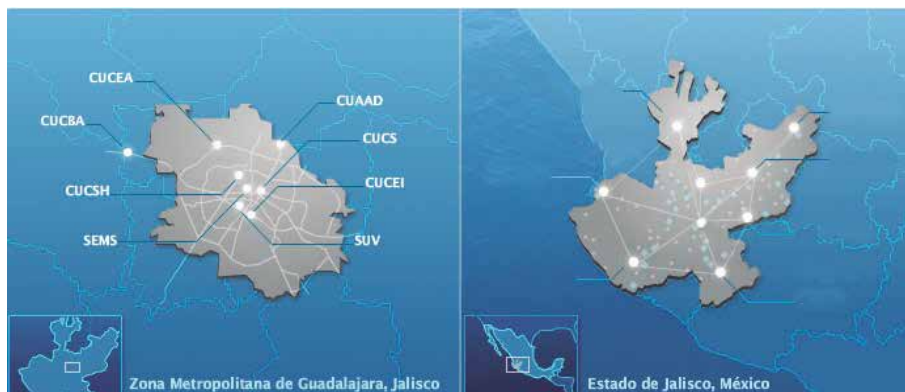 CUCEA
CUAAD
CUCBA
CUCS
CUCSH
CUCEI
SEMS
SUV
Zona Metropolitana de Guadalajara, Jalisco
Estado de Jalisco, México